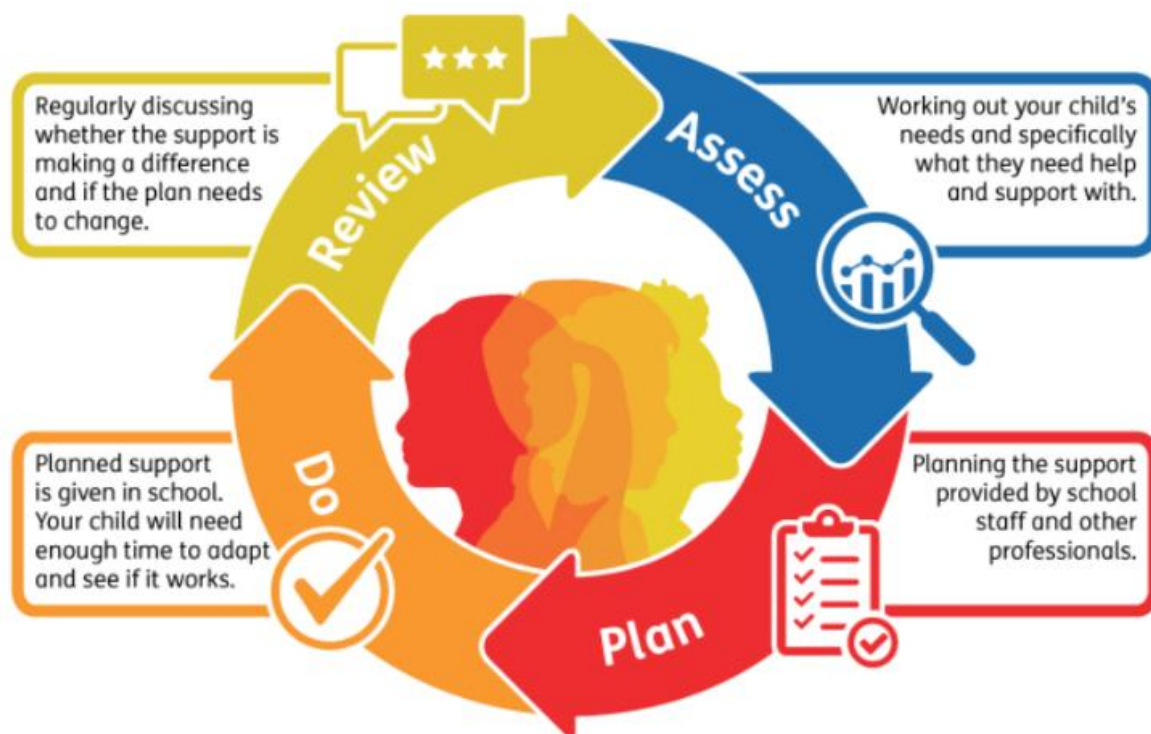 Review
Regularly discussing
whether the support is
making a difference
and if the plan needs
to change.
Assess
Working out your child's
needs and specifically
what they need help
and support with.
Do
Planned support
is given in school.
Your child will need
enough time to adapt
and see if it works.
Plan
Planning the support
provided by school
staff and other
professionals.